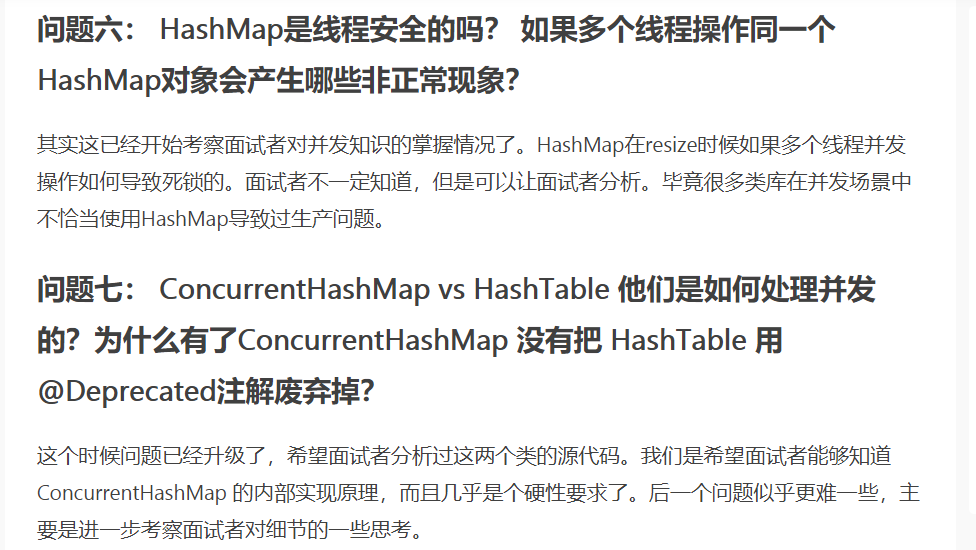 问题六： HashMap是线程安全的吗？ 如果多个线程操作同一个
HashMap对象会产生哪些非正常现象？
其实这已经开始考察面试者对并发知识的掌握情况了。HashMap在resize时候如果多个线程并发
操作如何导致死锁的。面试者不一定知道，但是可以让面试者分析。毕竟很多类库在并发场景中
不恰当使用HashMap导致过生产问题。
问题七： ConcurrentHashMap vs HashTable 他们是如何处理并发
的？为什么有了ConcurrentHashMap 没有把 HashTable 用
@Deprecated注解废弃掉？
这个时候问题已经升级了，希望面试者分析过这两个类的源代码。我们是希望面试者能够知道
ConcurrentHashMap 的内部实现原理，而且几乎是个硬性要求了。后一个问题似乎更难一些，主
要是进一步考察面试者对细节的一些思考。